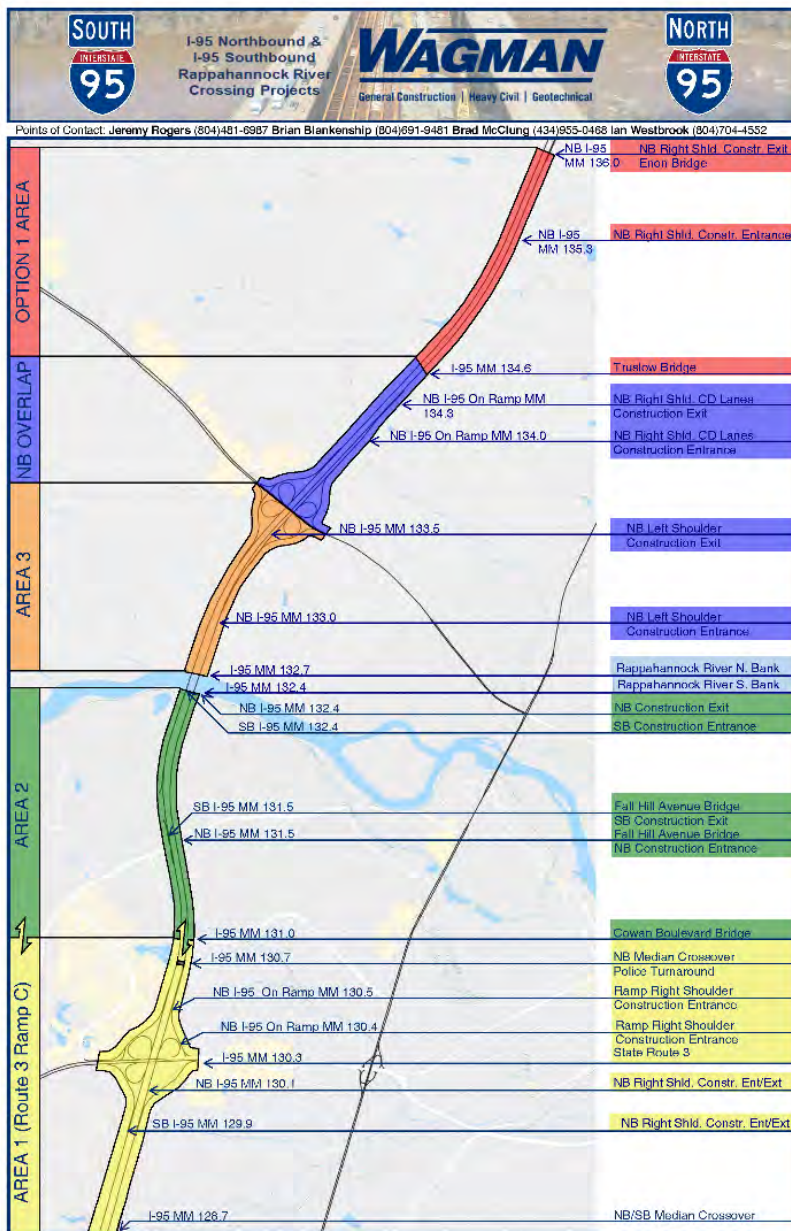 SOUTH
INTERSTATE
95
I-95 Northbound &
I-95 Southbound
Rappahannock River
Crossing Projects
WAGMAN
General Construction | Heavy Civil | Geotechnical
NORTH
INTERSTATE
95
Points of Contact: Jeremy Rogers (804)481-6987 Brian Blankenship (804)691-9481 Brad McClung (434)955-0468 Ian Westbrook (804)704-4552
OPTION 1 AREA
NB I-95
MM 136.0
NB Right Shld. Constr. Exit
Enon Bridge
NB I-95
MM 135.3
NB Right Shld. Constr. Entrance
I-95 MM 134.6
Truslow Bridge
NB OVERLAP
NB I-95 On Ramp MM
134.3
NB Right Shld. CD Lanes
Construction Exit
NB I-95 On Ramp MM 134.0
NB Right Shld. CD Lanes
Construction Entrance
AREA 3
NB I-95 MM 133.5
NB Left Shoulder
Construction Exit
NB I-95 MM 133.0
NB Left Shoulder
Construction Entrance
I-95 MM 132.7
Rappahannock River N. Bank
I-95 MM 132.4
Rappahannock River S. Bank
AREA 2
NB I-95 MM 132.4
NB Construction Exit
SB I-95 MM 132.4
SB Construction Entrance
SB I-95 MM 131.5
Fall Hill Avenue Bridge
SB Construction Exit
NB I-95 MM 131.5
Fall Hill Avenue Bridge
NB Construction Entrance
I-95 MM 131.0
Cowan Boulevard Bridge
AREA 1 (Route 3 Ramp C)
I-95 MM 130.7
NB Median Crossover
Police Turnaround
NB I-95 On Ramp MM 130.5
Ramp Right Shoulder
Construction Entrance
NB I-95 On Ramp MM 130.4
Ramp Right Shoulder
Construction Entrance
I-95 MM 130.3
State Route 3
NB I-95 MM 130.1
NB Right Shld. Constr. Ent/Ext
SB I-95 MM 129.9
NB Right Shld. Constr. Ent/Ext
I-95 MM 128.7
NB/SB Median Crossover